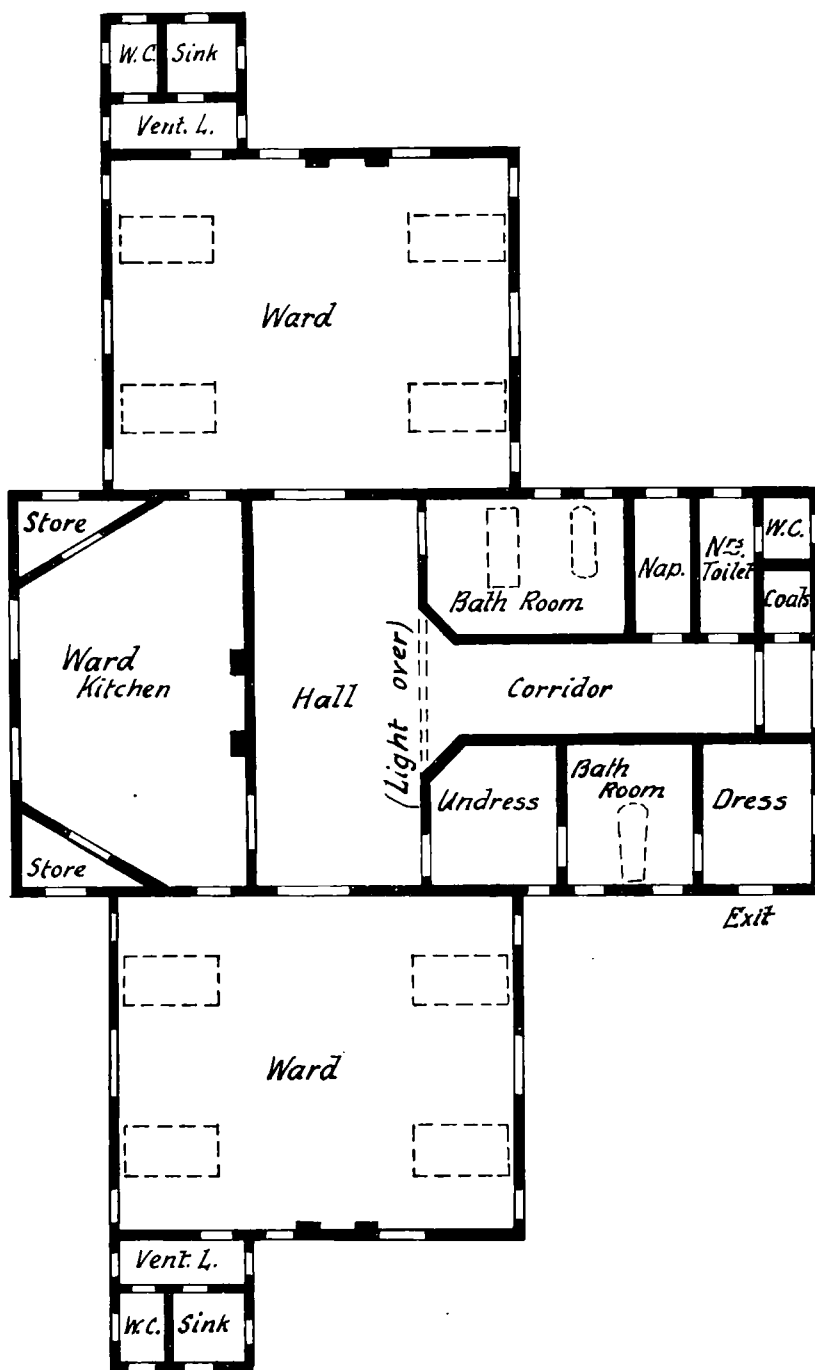 W.C. Sink
Vent. L.
Ward
Store
Bath Room
Nap.
Nrs. Toilet
W.C.
Coals
Ward
Kitchen
Hall
(Light over)
Corridor
Undress
Bath
Room
Dress
Store
Exit
Ward
Vent. L.
W.C. Sink